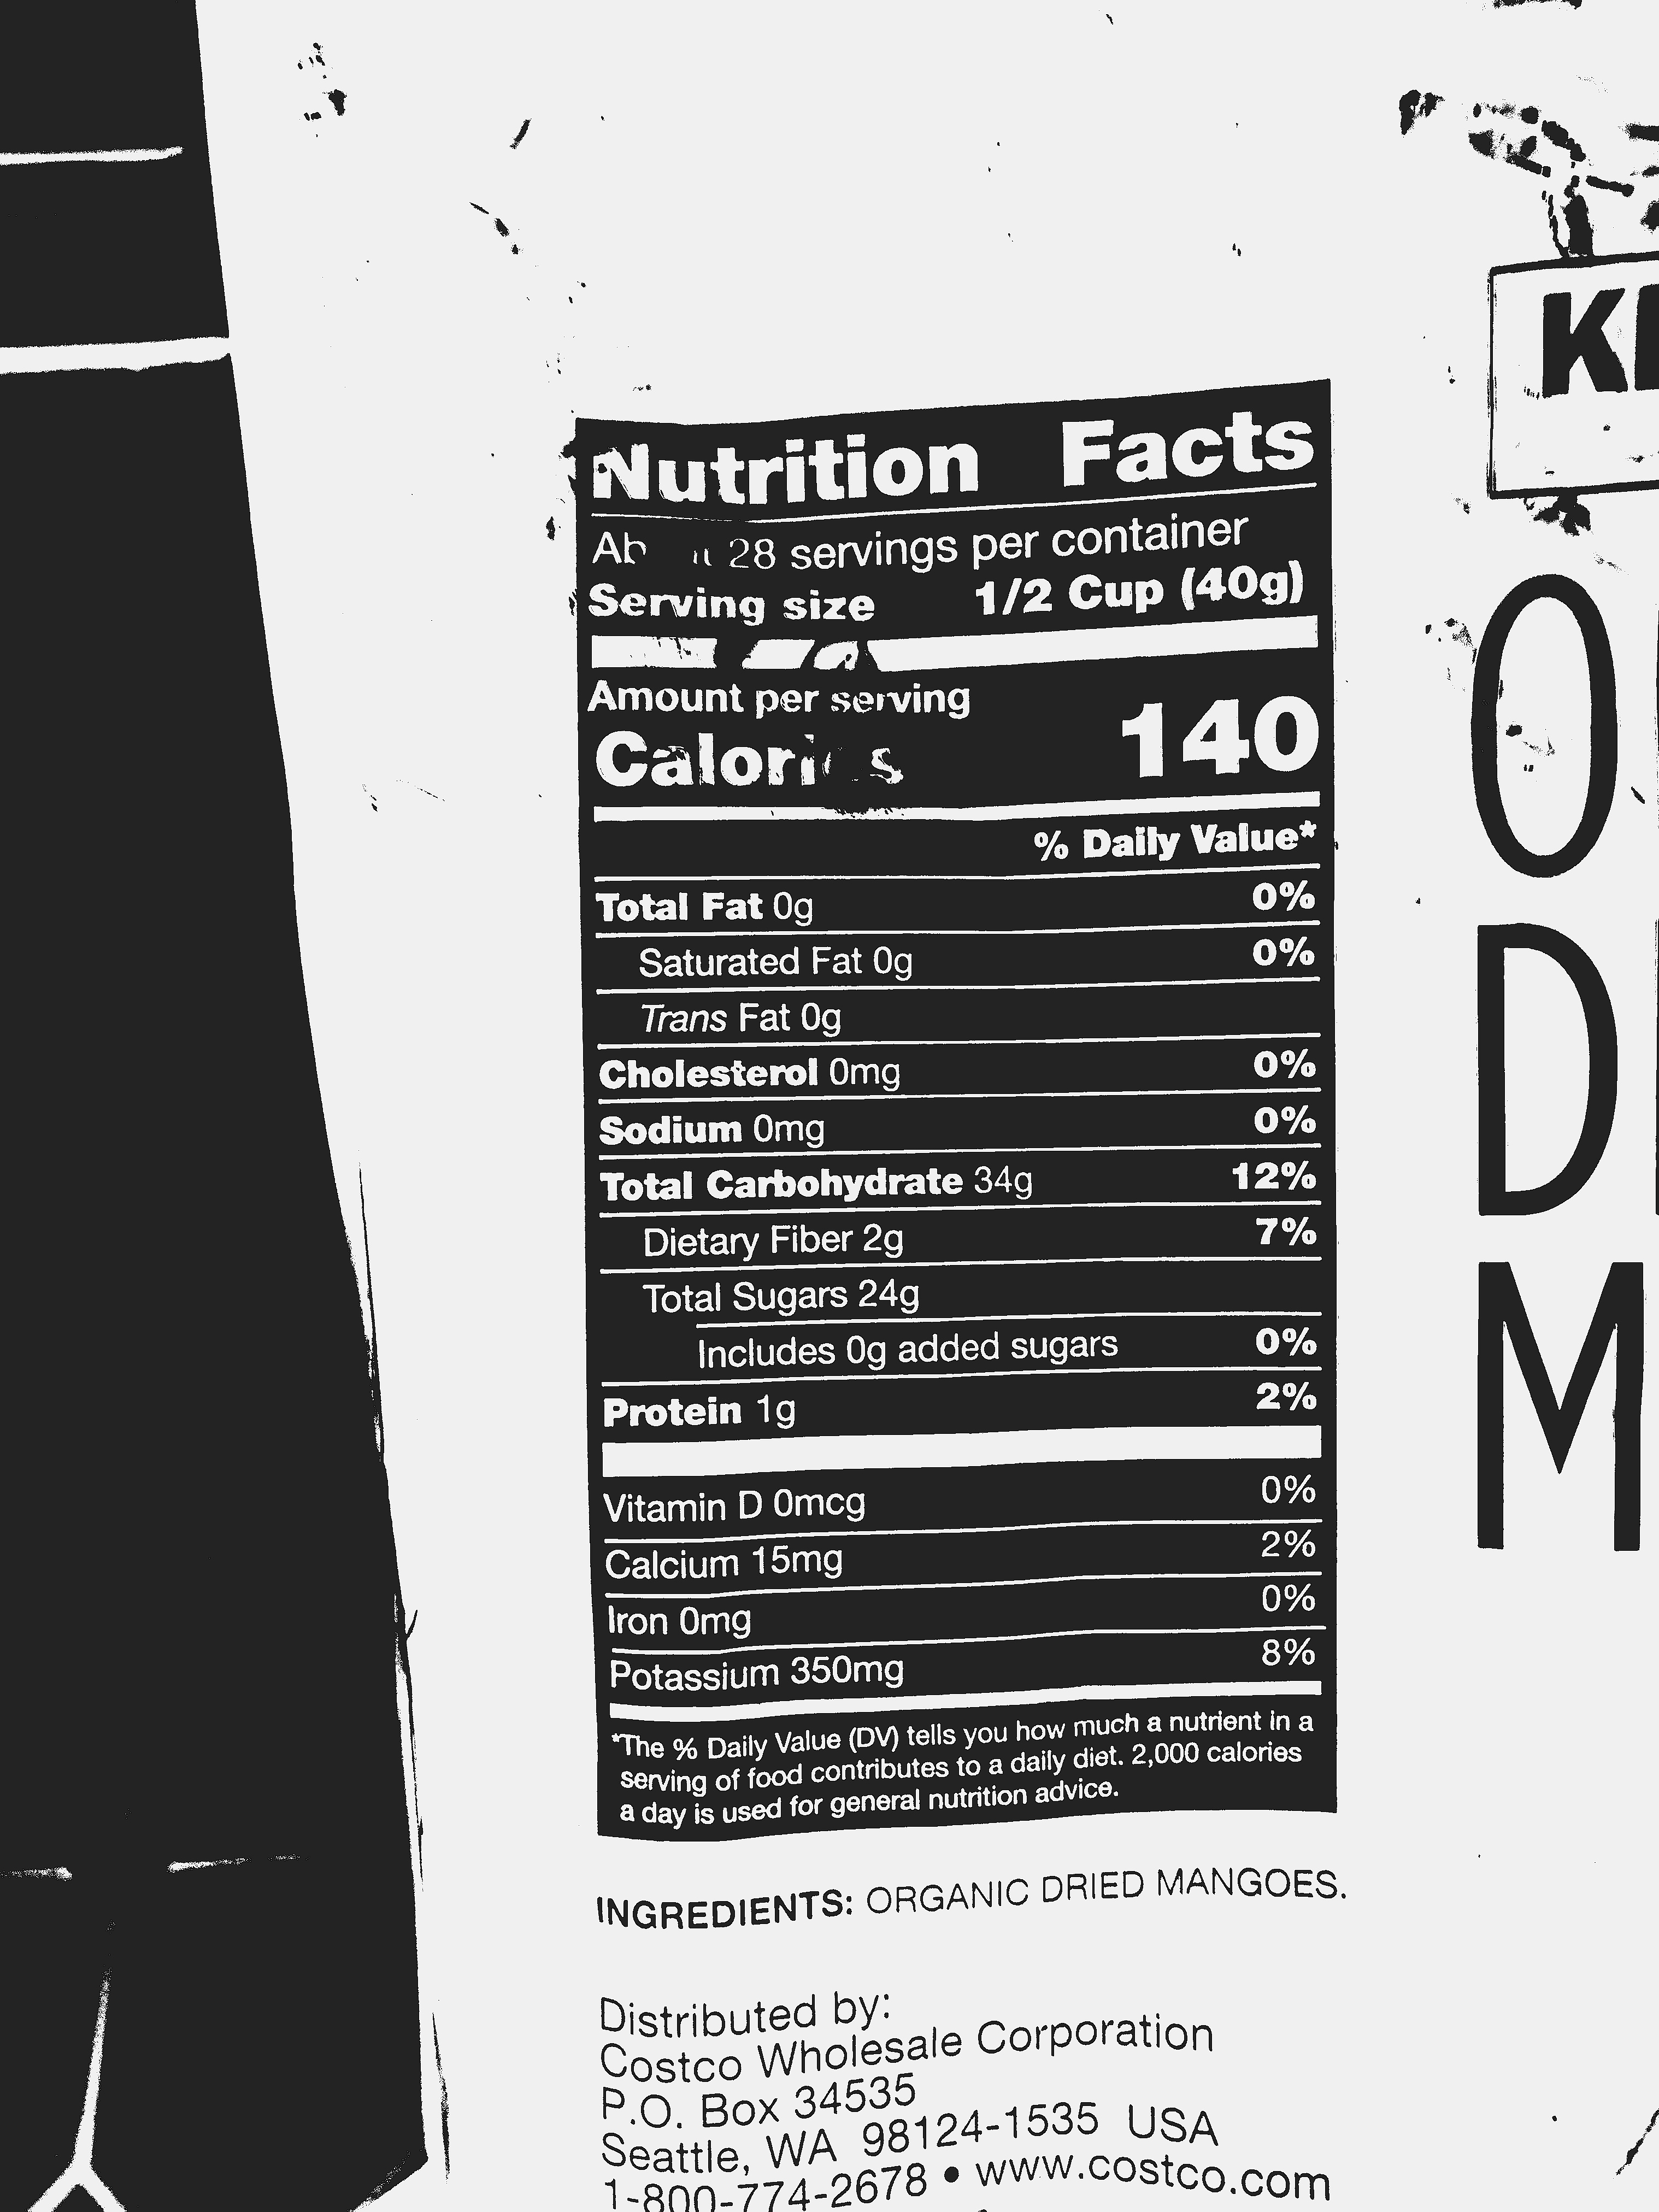 Nutrition Facts
28 servings per container
Serving size 1/2 Cup (40g)
Amount per serving
Calories 140
% Daily Value*
Total Fat 0g 0%
Saturated Fat 0g 0%
Trans Fat 0g
Cholesterol 0mg 0%
Sodium 0mg 0%
Total Carbohydrate 34g 12%
Dietary Fiber 2g 7%
Total Sugars 24g
Includes 0g added sugars 0%
Protein 1g 2%
Vitamin D 0mcg 0%
Calcium 15mg 2%
Iron 0mg 0%
Potassium 350mg 8%
*The % Daily Value (DV) tells you how much a nutrient in a
serving of food contributes to a daily diet. 2,000 calories
a day is used for general nutrition advice.
INGREDIENTS: ORGANIC DRIED MANGOES.
Distributed by:
Costco Wholesale Corporation
P.O. Box 34535
Seattle, WA 98124-1535 USA
1-800-774-2678 • www.costco.com